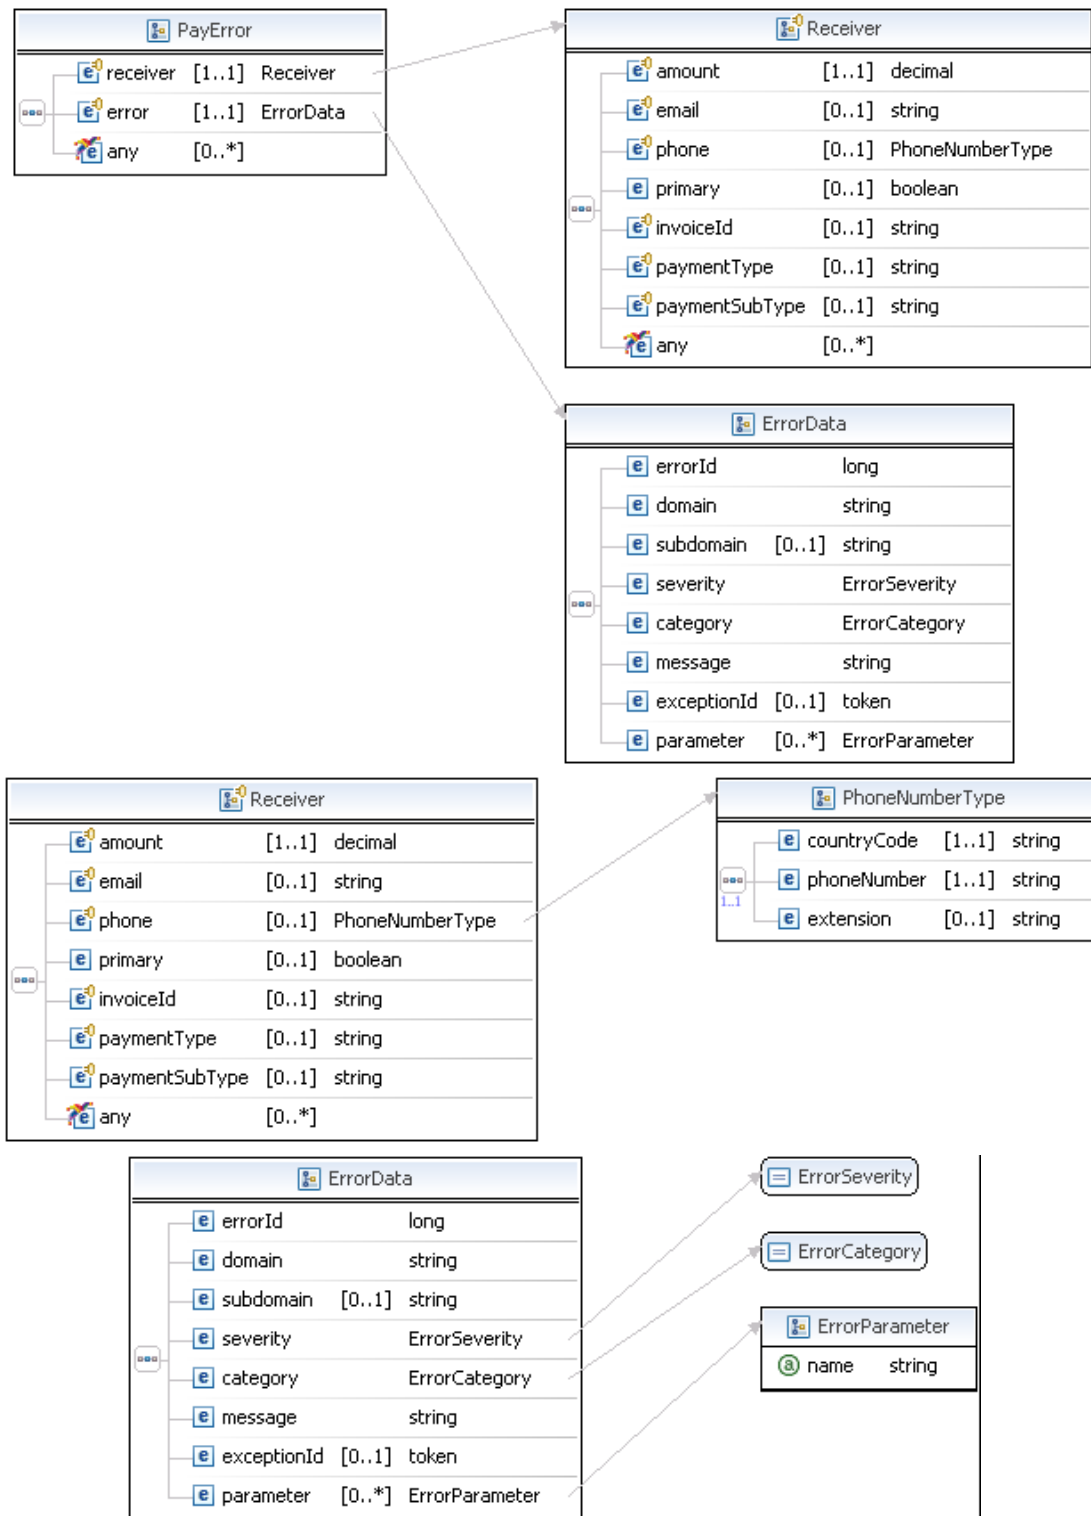 PayError
receiver [1..1] Receiver
error [1..1] ErrorData
any [0..*]
Receiver
amount [1..1] decimal
email [0..1] string
phone [0..1] PhoneNumberType
primary [0..1] boolean
invoiceId [0..1] string
paymentType [0..1] string
paymentSubType [0..1] string
any [0..*]
ErrorData
errorId long
domain string
subdomain [0..1] string
severity ErrorSeverity
category ErrorCategory
message string
exceptionId [0..1] token
parameter [0..*] ErrorParameter
Receiver
amount [1..1] decimal
email [0..1] string
phone [0..1] PhoneNumberType
primary [0..1] boolean
invoiceId [0..1] string
paymentType [0..1] string
paymentSubType [0..1] string
any [0..*]
PhoneNumberType
countryCode [1..1] string
phoneNumber [1..1] string
extension [0..1] string
1..1
ErrorData
errorId long
domain string
subdomain [0..1] string
severity ErrorSeverity
category ErrorCategory
message string
exceptionId [0..1] token
parameter [0..*] ErrorParameter
ErrorSeverity
ErrorCategory
ErrorParameter
name string